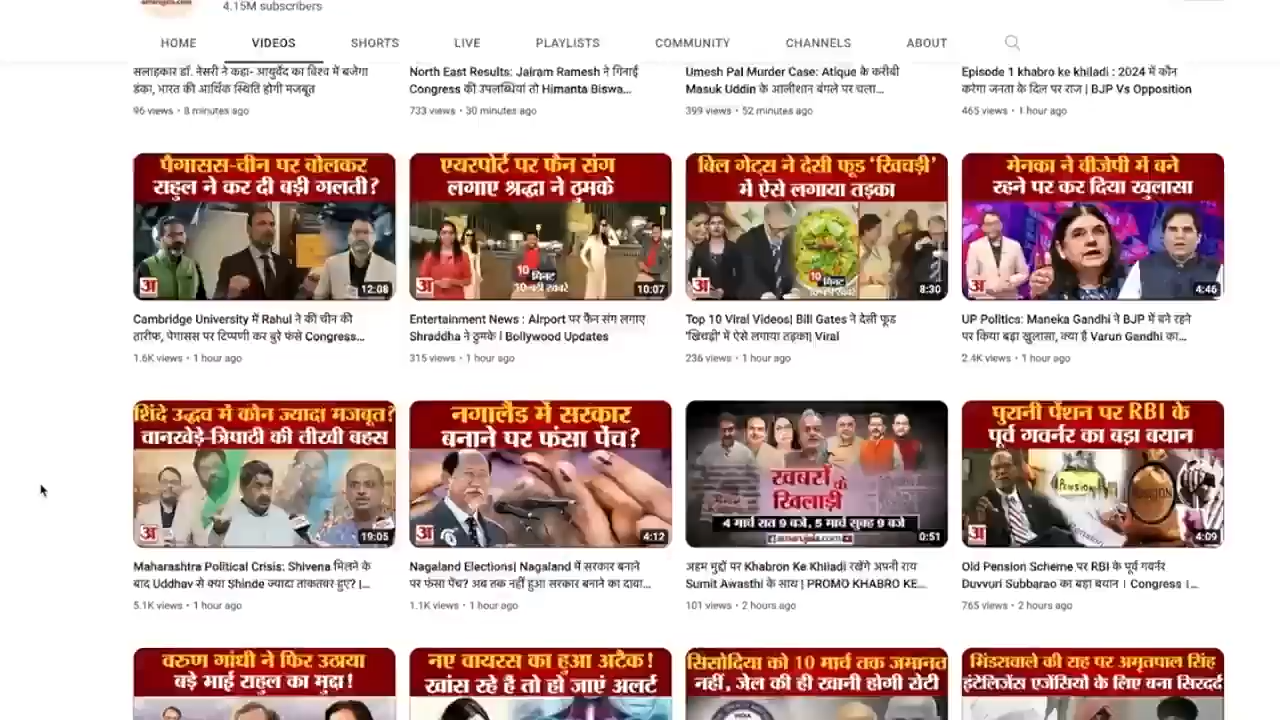 4.15M subscribers
HOME VIDEOS SHORTS LIVE PLAYLISTS COMMUNITY CHANNELS ABOUT
सलाहकार डॉ. नेसरी ने कहा- आयुर्वेद का विश्व में बजेगा
डंका, भारत की आर्थिक स्थिति होगी मजबूत
96 views • 8 minutes ago
North East Results: Jairam Ramesh ने गिनाई
Congress की उपलब्धियां तो Himanta Biswa...
733 views • 30 minutes ago
Umesh Pal Murder Case: Atique के करीबी
Masuk Uddin के आलीशान बंगले पर चला...
399 views • 52 minutes ago
Episode 1 khabro ke khiladi : 2024 में कौन
करेगा जनता के दिल पर राज | BJP Vs Opposition
465 views • 1 hour ago
पेगासस-चीन पर बोलकर
राहुल ने कर दी बड़ी गलती?
अ
12:08
Cambridge University में Rahul ने की चीन की
तारीफ, पेगासस पर टिप्पणी कर बुरे फंसे Congress...
1.6K views • 1 hour ago
एयरपोर्ट पर फैन संग
लगाए श्रद्धा ने ठुमके
अ
10 मिनट
10:07
Entertainment News : Airport पर फैन संग लगाए
Shraddha ने ठुमके | Bollywood Updates
315 views • 1 hour ago
बिल गेट्स ने देसी फूड 'खिचड़ी'
में ऐसे लगाया तड़का
अ
10 मिनट
8:30
Top 10 Viral Videos| Bill Gates ने देसी फूड
'खिचड़ी' में ऐसे लगाया तड़का| Viral
236 views • 1 hour ago
मेनका ने बीजेपी में बने
रहने पर कर दिया खुलासा
अ
4:46
UP Politics: Maneka Gandhi ने BJP में बने रहने
पर किया बड़ा खुलासा, क्या है Varun Gandhi का...
2.4K views • 1 hour ago
शिंदे उद्धव में कौन ज्यादा मजबूत?
वानखेड़े-त्रिपाठी की तीखी बहस
अ
19:05
Maharashtra Political Crisis: Shivena मिलने के
बाद Uddhav से क्या Shinde ज्यादा ताकतवर हुए? |...
5.1K views • 1 hour ago
नगालैंड में सरकार
बनाने पर फंसा पेंच?
अ
4:12
Nagaland Elections| Nagaland में सरकार बनाने
पर फंसा पेंच? अब तक नहीं हुआ सरकार बनाने का दावा...
1.1K views • 1 hour ago
खबरों के
खिलाड़ी
4 मार्च रात 9 बजे, 5 मार्च सुबह 9 बजे
amarujala.com
0:51
अहम मुद्दों पर Khabron Ke Khiladi रखेंगे अपनी राय
Sumit Awasthi के साथ | PROMO KHABRO KE...
101 views • 2 hours ago
पुरानी पेंशन पर RBI के
पूर्व गवर्नर का बड़ा बयान
PENSION
अ
4:09
Old Pension Scheme पर RBI के पूर्व गवर्नर
Duvvuri Subbarao का बड़ा बयान । Congress ।...
765 views • 2 hours ago
वरुण गांधी ने फिर उठाया
बड़े भाई राहुल का मुद्दा!
नए वायरस का हुआ अटैक!
खांस रहे हैं तो हो जाएं अलर्ट
सिसोदिया को 10 मार्च तक जमानत
नहीं, जेल की ही खानी होगी रोटी
भिंडरावाले की राह पर अमृतपाल सिंह
इंटेलिजेंस एजेंसियों के लिए बना सिरदर्द